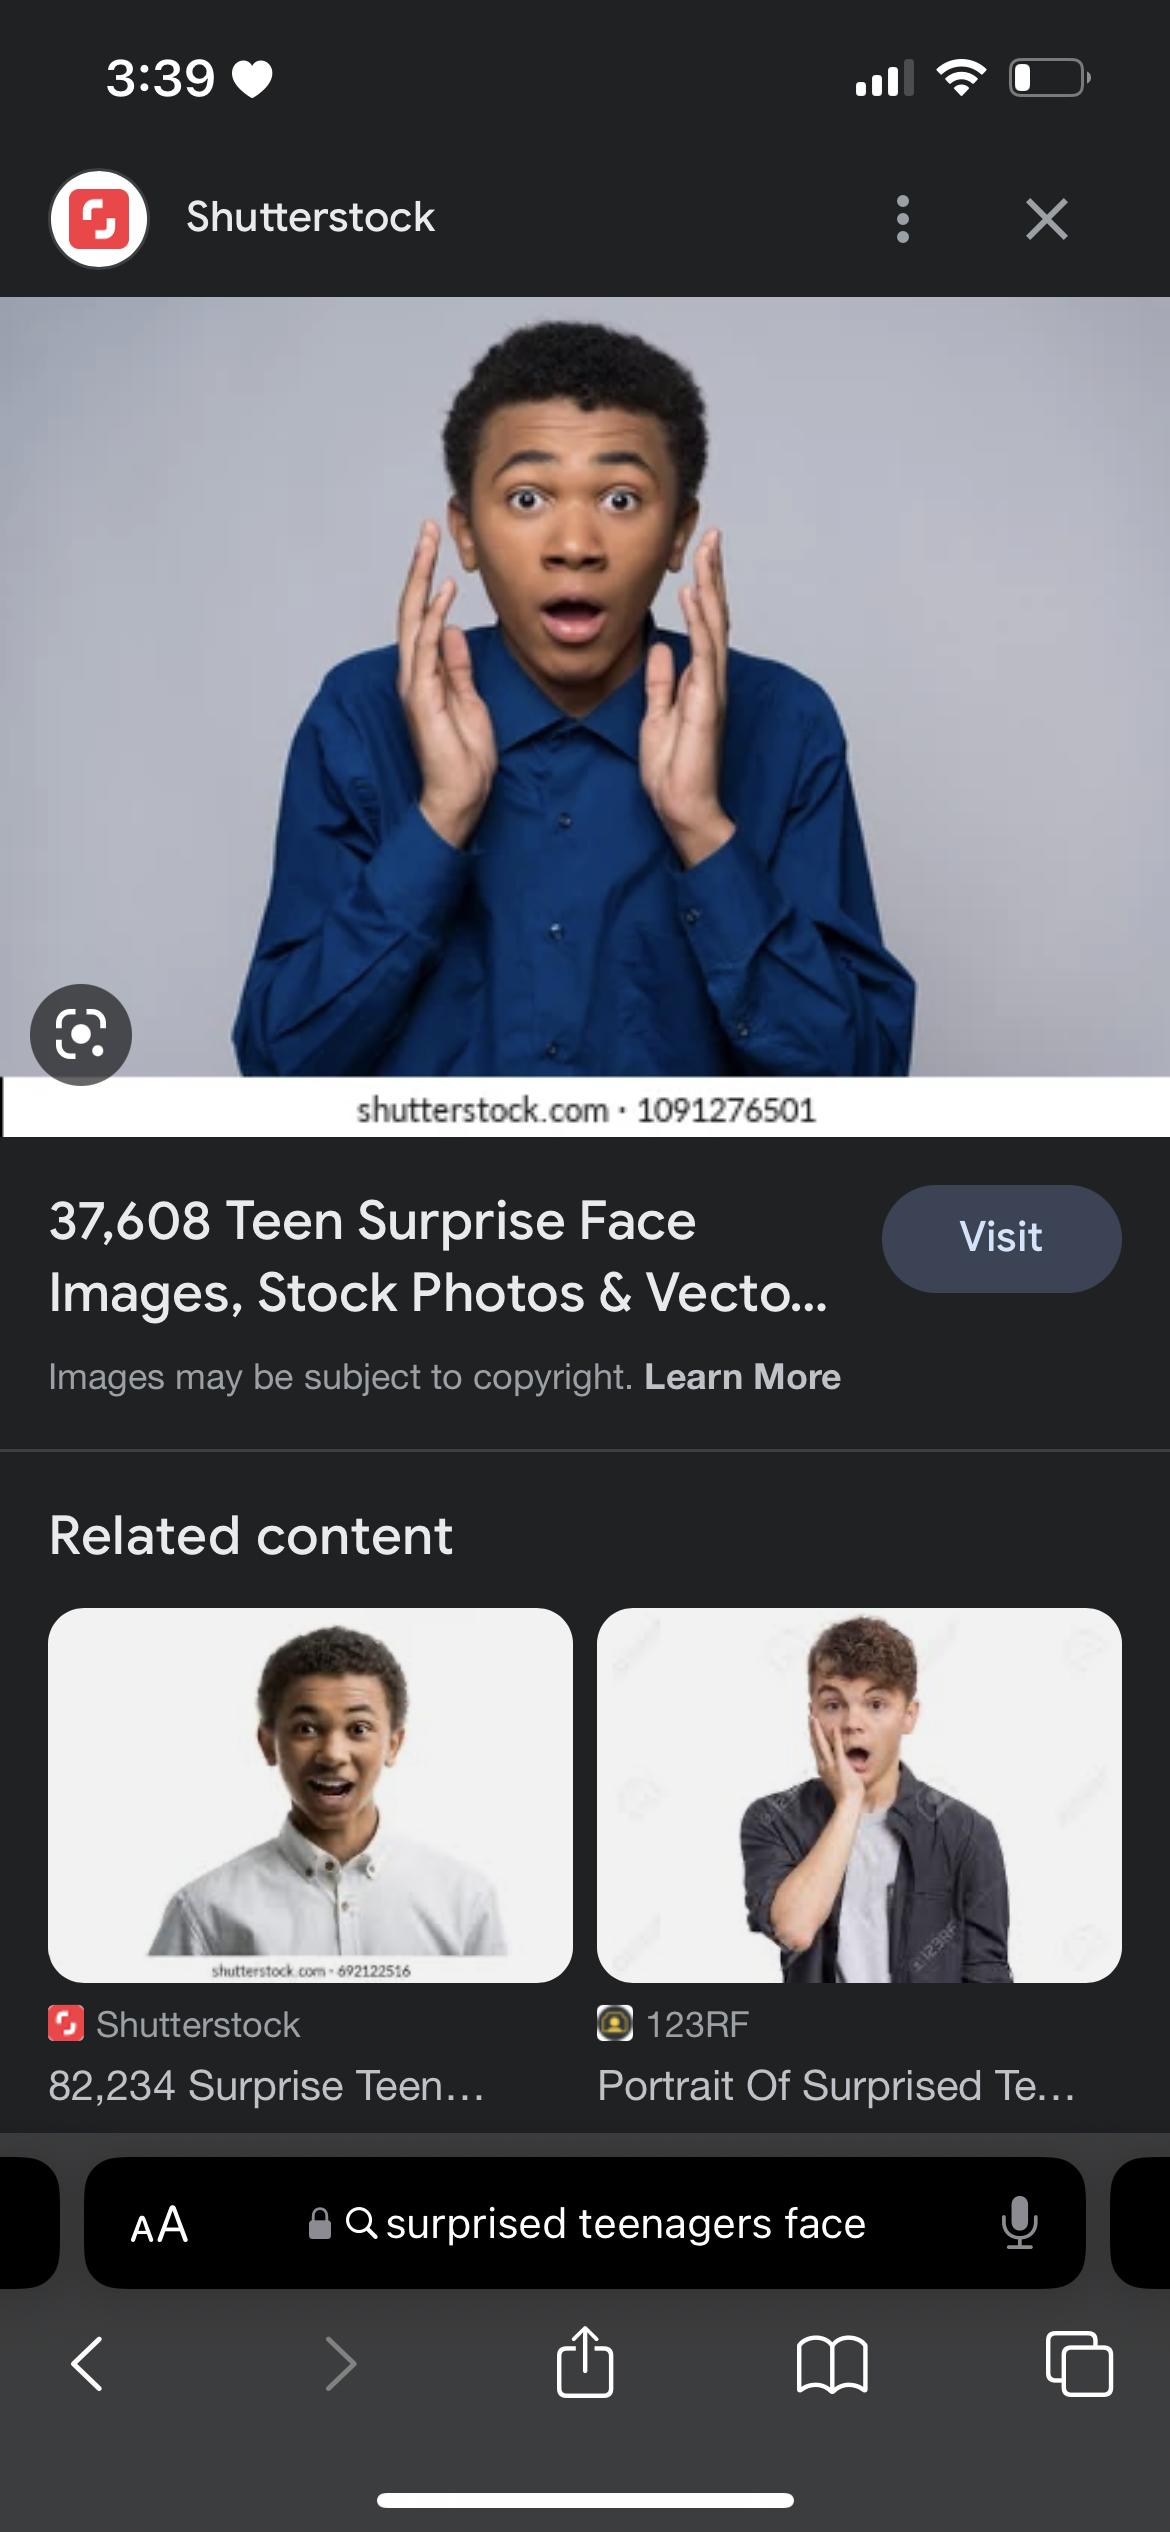 3:39
Shutterstock
shutterstock.com · 1091276501
37,608 Teen Surprise Face
Images, Stock Photos & Vecto...
Visit
Images may be subject to copyright. Learn More
Related content
shutterstock.com · 692122516
123RF
Shutterstock
123RF
82,234 Surprise Teen...
Portrait Of Surprised Te...
AA
surprised teenagers face